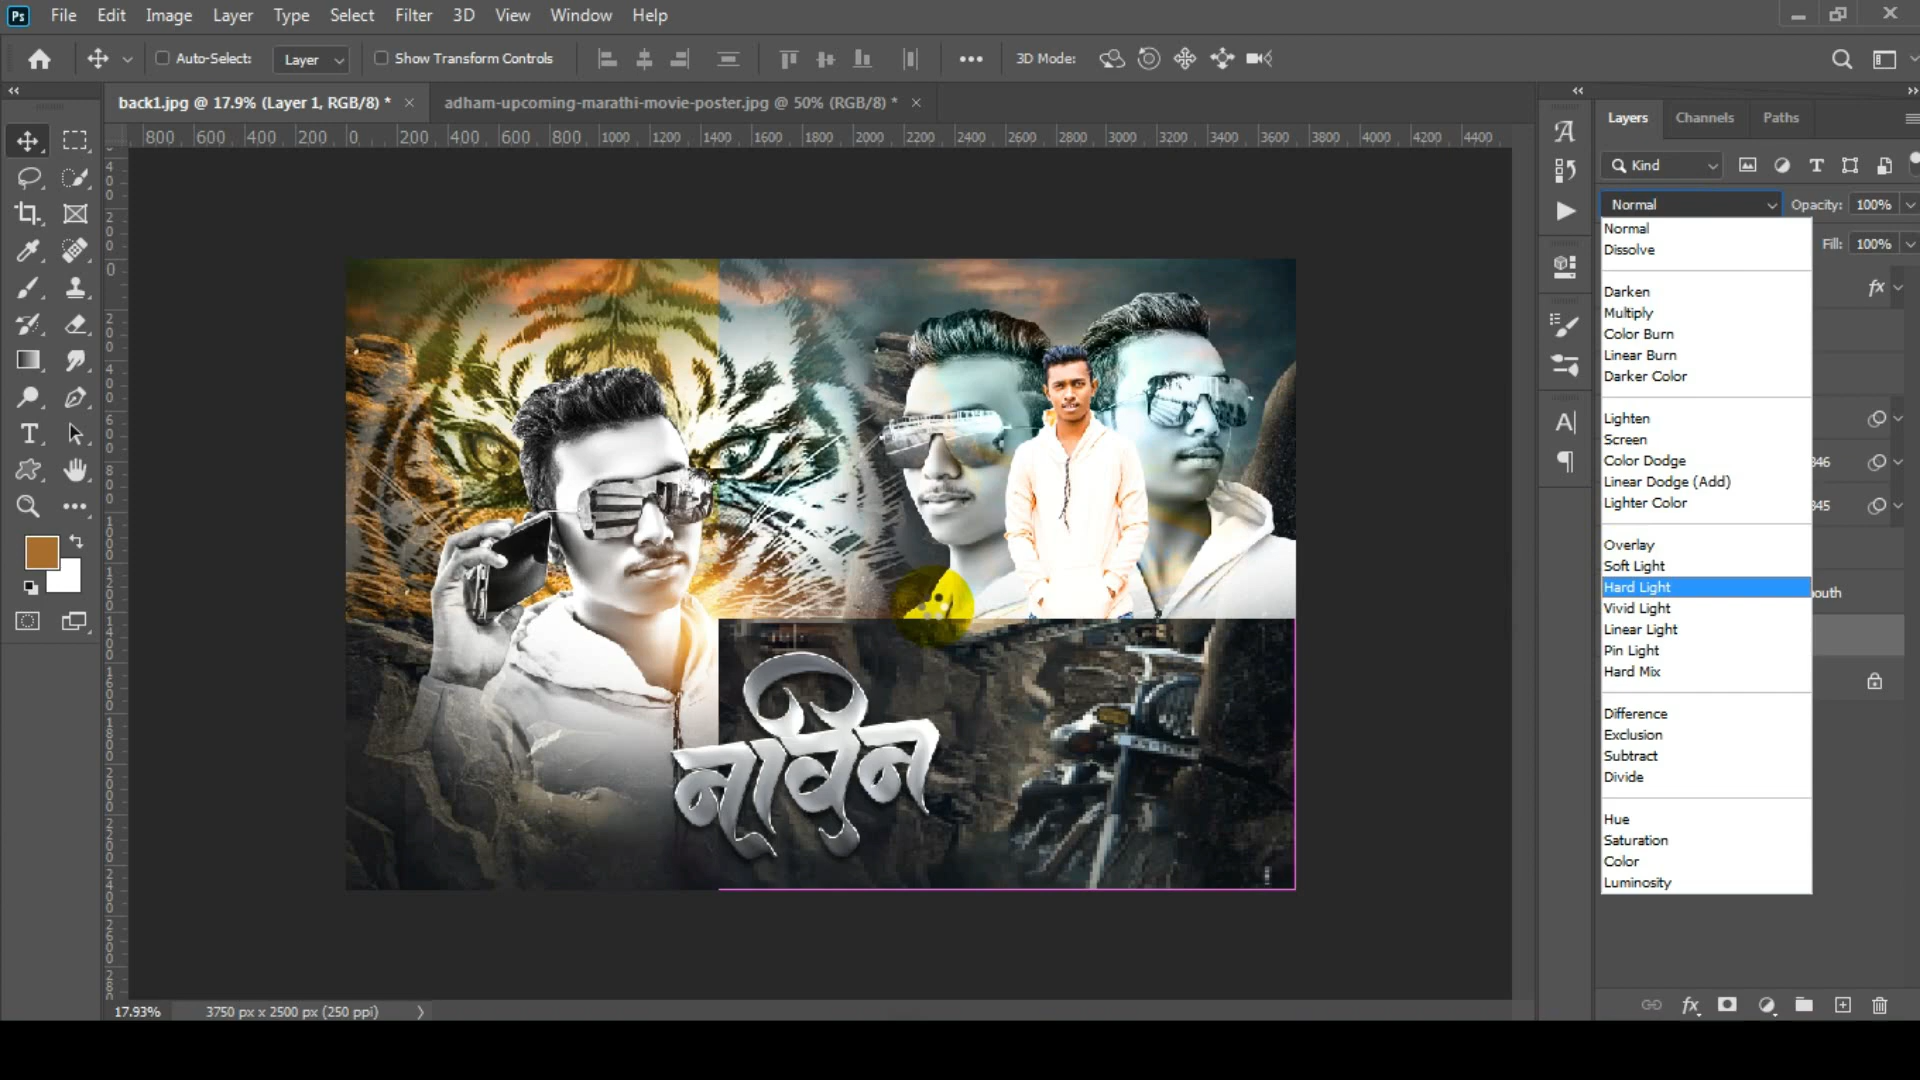 Ps File Edit Image Layer Type Select Filter 3D View Window Help
Auto-Select: Layer Show Transform Controls 3D Mode:
back1.jpg @ 17.9% (Layer 1, RGB/8) * × adham-upcoming-marathi-movie-poster.jpg @ 50% (RGB/8) * ×
800 600 400 200 0 200 400 600 800 1000 1200 1400 1600 1800 2000 2200 2400 2600 2800 3000 3200 3400 3600 3800 4000 4200 4400
Layers Channels Paths
Kind
Normal Opacity: 100%
Normal
Dissolve
Fill: 100%
Darken
Multiply
Color Burn
Linear Burn
Darker Color
Lighten
Screen
Color Dodge
Linear Dodge (Add)
Lighter Color
Overlay
Soft Light
Hard Light
Vivid Light
Linear Light
Pin Light
Hard Mix
Difference
Exclusion
Subtract
Divide
Hue
Saturation
Color
Luminosity
fx
346
345
outh
17.93% 3750 px x 2500 px (250 ppi)